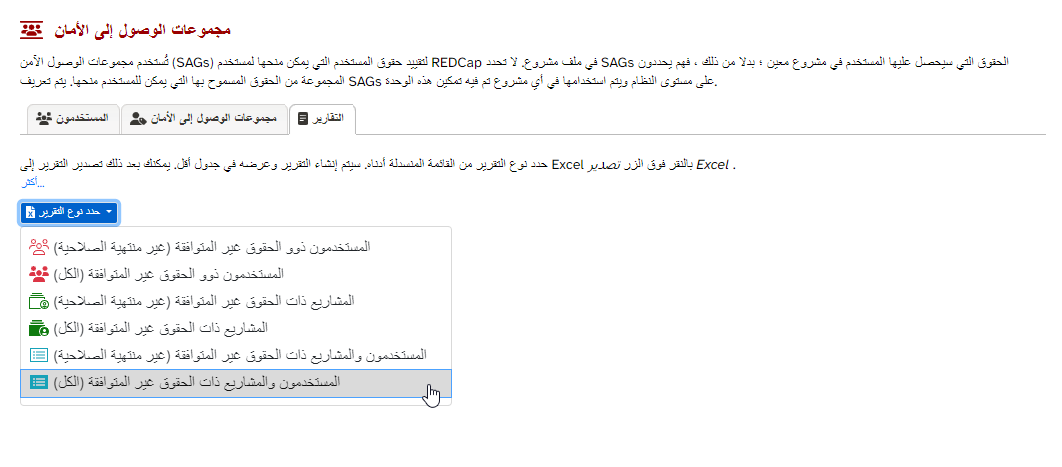 مجموعات الوصول إلى الأمان
تُستخدم مجموعات الوصول الآمن (SAGs) لتقييد حقوق المستخدم التي يمكن منحها لمستخدم REDCap في ملف مشروع. لا تحدد SAGs الحقوق التي سيحصل عليها المستخدم في مشروع معين ؛ بدلا من ذلك ، فهم يحددون
المجموعة من الحقوق المسموح بها التي يمكن للمستخدم منحها. يتم تعريف SAGs على مستوى النظام ويتم استخدامها في أي مشروع تم فيه تمكين هذه الوحدة.
المستخدمون
مجموعات الوصول إلى الأمان
التقارير
حدد نوع التقرير من القائمة المنسدلة أدناه. سيتم إنشاء التقرير وعرضه في جدول أقل. يمكنك بعد ذلك تصدير التقرير إلى Excel بالنقر فوق الزر تصدير Excel .
أكثر...
حدد نوع التقرير
المستخدمون ذوو الحقوق غير المتوافقة (غير منتهية الصلاحية)
المستخدمون ذوو الحقوق غير المتوافقة (الكل)
المشاريع ذات الحقوق غير المتوافقة (غير منتهية الصلاحية)
المشاريع ذات الحقوق غير المتوافقة (الكل)
المستخدمون والمشاريع ذات الحقوق غير المتوافقة (غير منتهية الصلاحية)
المستخدمون والمشاريع ذات الحقوق غير المتوافقة (الكل)